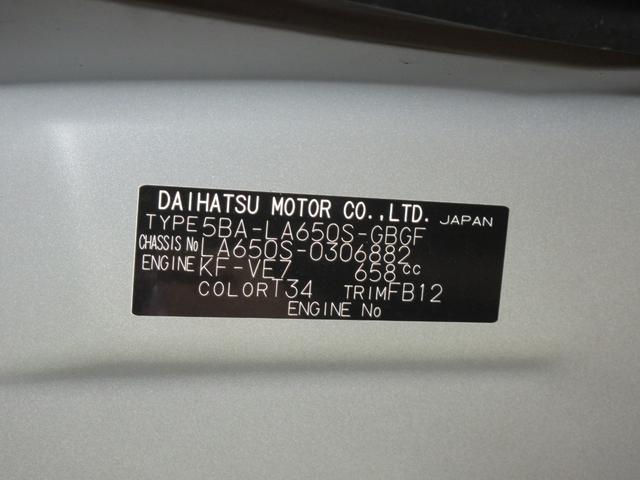 DAIHATSU MOTOR CO.,LTD. JAPAN
TYPE 5BA-LA650S-GBGF
CHASSIS No LA650S-0306882
ENGINE KF-VE7 658cc
COLOR T34 TRIM FB12
ENGINE No